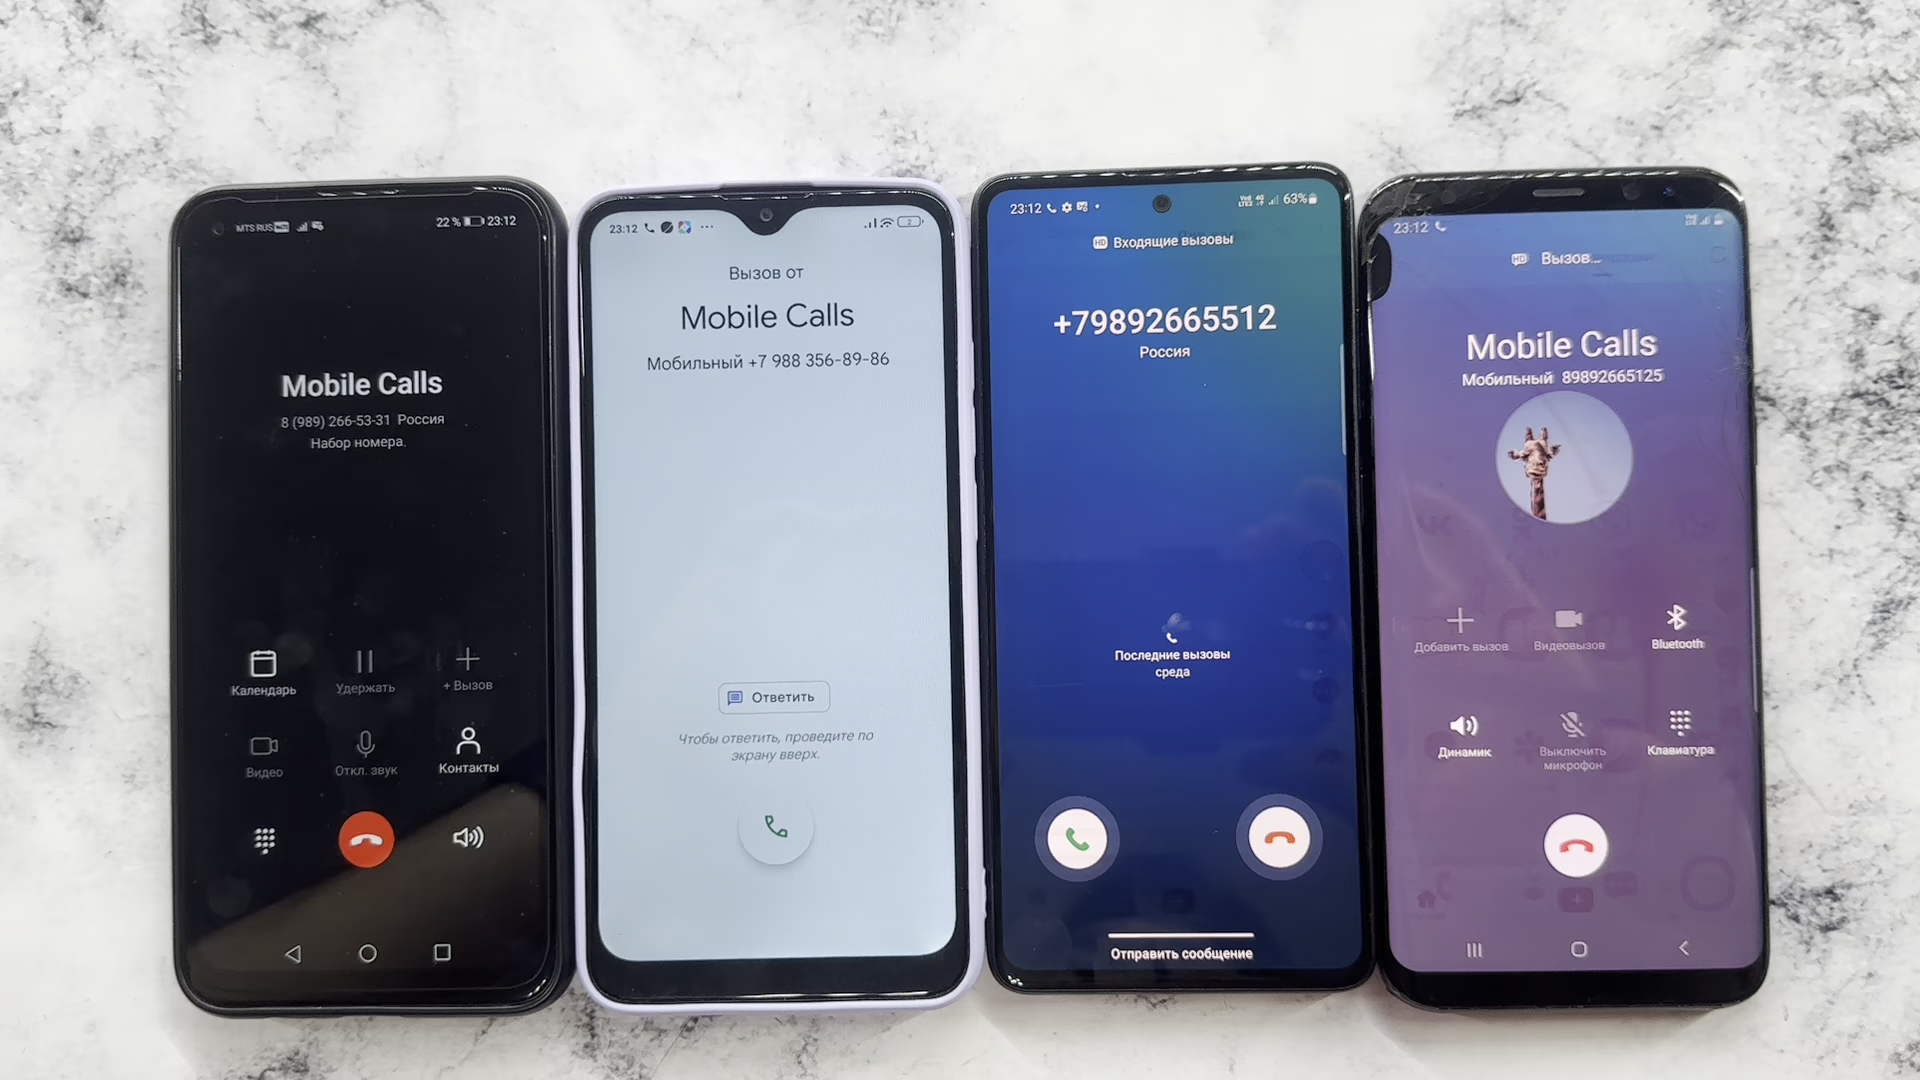 MTS RUS
22 % 23:12
Mobile Calls
8 (989) 266-53-31 Россия
Набор номера.
Календарь
Удержать
+ Вызов
Видео
Откл. звук
Контакты
23:12
2
Вызов от
Mobile Calls
Мобильный +7 988 356-89-86
Ответить
Чтобы ответить, проведите по
экрану вверх.
23:12
63%
HD Входящие вызовы
+79892665512
Россия
Последние вызовы
среда
Отправить сообщение
23:12
HD Вызов...
Mobile Calls
Мобильный 89892665125
Добавить вызов
Видеовызов
Bluetooth
Динамик
Выключить
микрофон
Клавиатура